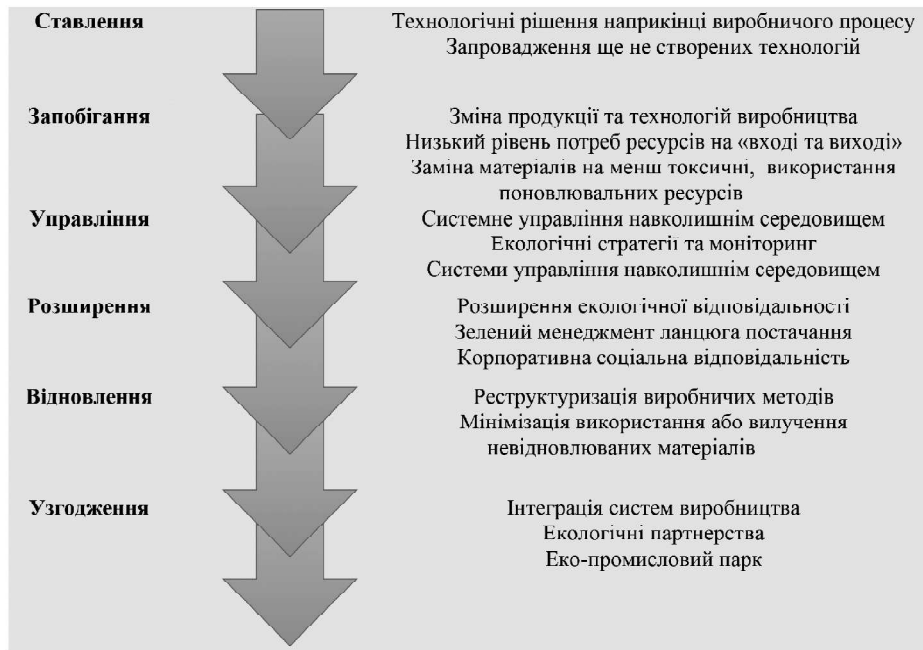 Ставлення
Технологічні рішення наприкінці виробничого процесу
Запровадження ще не створених технологій
Запобігання
Зміна продукції та технологій виробництва
Низький рівень потреб ресурсів на «вході та виході»
Заміна матеріалів на менш токсичні, використання
поновлювальних ресурсів
Управління
Системне управління навколишнім середовищем
Екологічні стратегії та моніторинг
Системи управління навколишнім середовищем
Розширення
Розширення екологічної відповідальності
Зелений менеджмент ланцюга постачання
Корпоративна соціальна відповідальність
Відновлення
Реструктуризація виробничих методів
Мінімізація використання або вилучення
невідновлюваних матеріалів
Узгодження
Інтеграція систем виробництва
Екологічні партнерства
Еко-промисловий парк